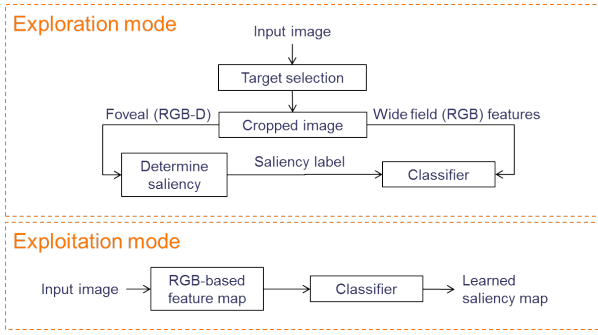 Exploration mode
Input image
Target selection
Foveal (RGB-D)
Cropped image
Wide field (RGB) features
Determine
saliency
Saliency label
Classifier
Exploitation mode
Input image
RGB-based
feature map
Classifier
Learned
saliency map